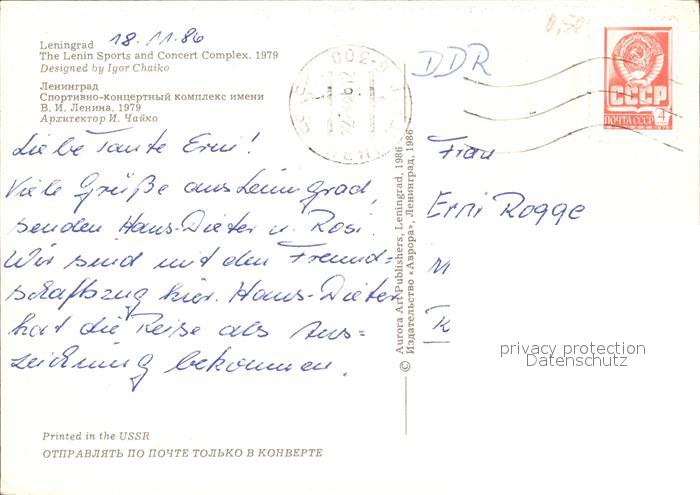 Leningrad 18.11.86
The Lenin Sports and Concert Complex. 1979
Designed by Igor Chaiko
Ленинград
Спортивно-концертный комплекс имени
В. И. Ленина. 1979
Архитектор И. Чайко
Liebe Tante Erni!
Viele Grüße aus Leningrad,
senden Hans-Dieter u. Rosi.
Wir sind mit den Freund=
schaftszug hier. Hans-Dieter
hat die Reise als Aus=
zeichnung bekommen.
Printed in the USSR
ОТПРАВЛЯТЬ ПО ПОЧТЕ ТОЛЬКО В КОНВЕРТЕ
© Aurora Art Publishers, Leningrad, 1986
Издательство «Аврора», Ленинград, 1986
0,50
DDR
СССР
ПОЧТА СССР 4
Frau
Erni Rogge
M
K
privacy protection
Datenschutz